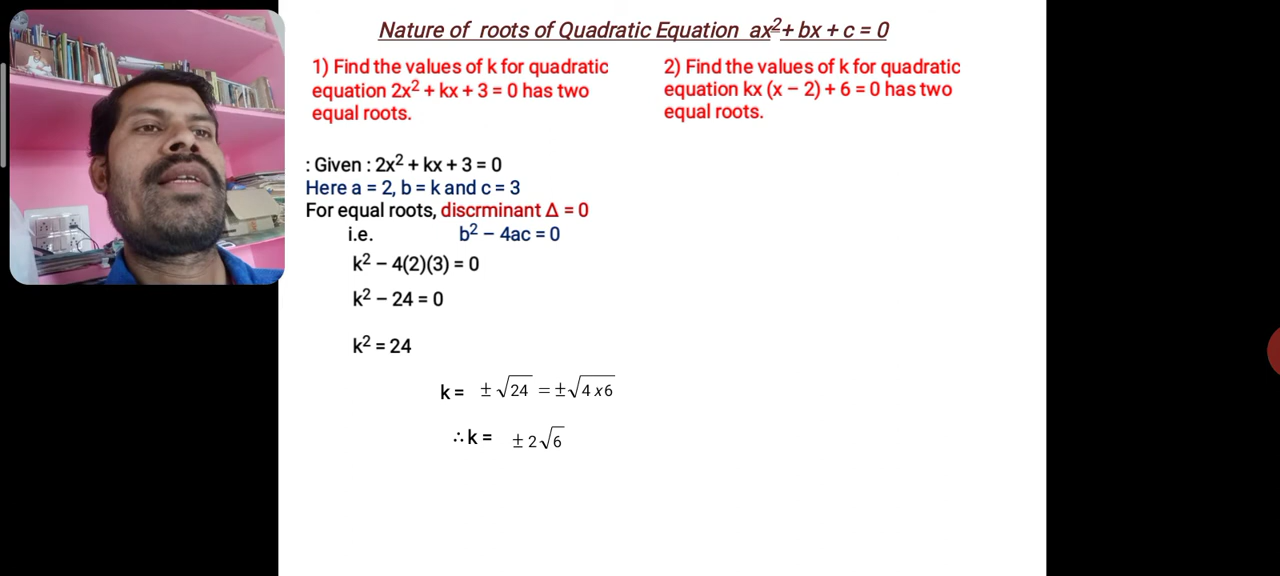 Nature of roots of Quadratic Equation ax²+ bx + c = 0
1) Find the values of k for quadratic
equation 2x² + kx + 3 = 0 has two
equal roots.
2) Find the values of k for quadratic
equation kx (x – 2) + 6 = 0 has two
equal roots.
: Given : 2x² + kx + 3 = 0
Here a = 2, b = k and c = 3
For equal roots, discrminant Δ = 0
i.e. b² – 4ac = 0
k² – 4(2)(3) = 0
k² – 24 = 0
k² = 24
k = ±√24 = ±√4 x 6
∴ k = ± 2√6